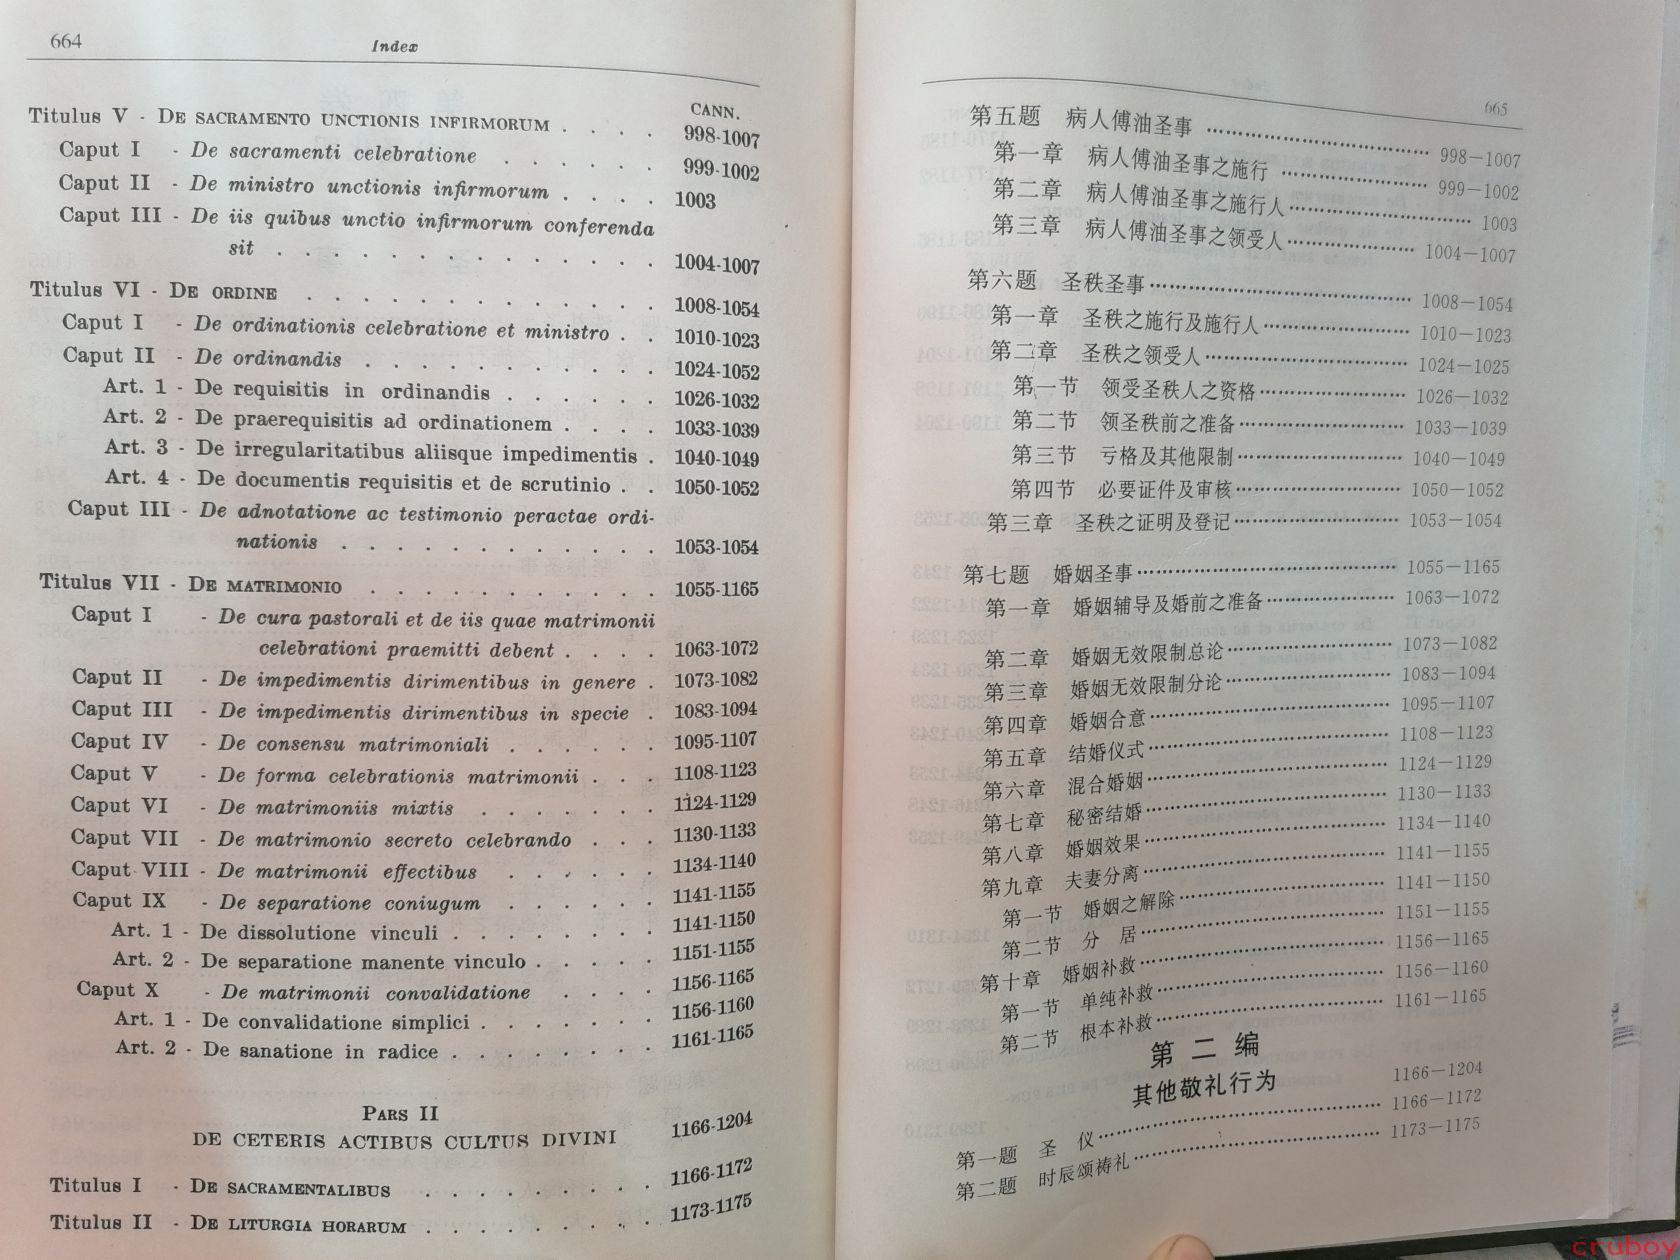 664
Index
CANN.
Titulus V - DE SACRAMENTO UNCTIONIS INFIRMORUM . . . . 998-1007
Caput I - De sacramenti celebratione . . . . . . 999-1002
Caput II - De ministro unctionis infirmorum . . . . 1003
Caput III - De iis quibus unctio infirmorum conferenda
sit . . . . . . . . . . . . . . 1004-1007
Titulus VI - DE ORDINE . . . . . . . . . . . . 1008-1054
Caput I - De ordinationis celebratione et ministro . . 1010-1023
Caput II - De ordinandis . . . . . . . . . . . 1024-1052
Art. 1 - De requisitis in ordinandis . . . . . . 1026-1032
Art. 2 - De praerequisitis ad ordinationem . . . . 1033-1039
Art. 3 - De irregularitatibus aliisque impedimentis . 1040-1049
Art. 4 - De documentis requisitis et de scrutinio . . 1050-1052
Caput III - De adnotatione ac testimonio peractae ordi-
nationis . . . . . . . . . . . . 1053-1054
Titulus VII - DE MATRIMONIO . . . . . . . . . . . 1055-1165
Caput I - De cura pastorali et de iis quae matrimonii
celebrationi praemitti debent . . . . 1063-1072
Caput II - De impedimentis dirimentibus in genere . 1073-1082
Caput III - De impedimentis dirimentibus in specie . 1083-1094
Caput IV - De consensu matrimoniali . . . . . . 1095-1107
Caput V - De forma celebrationis matrimonii . . . 1108-1123
Caput VI - De matrimoniis mixtis . . . . . . . 1124-1129
Caput VII - De matrimonio secreto celebrando . . . 1130-1133
Caput VIII - De matrimonii effectibus . . . . . . 1134-1140
Caput IX - De separatione coniugum . . . . . . 1141-1155
Art. 1 - De dissolutione vinculi . . . . . . . . 1141-1150
Art. 2 - De separatione manente vinculo . . . . . 1151-1155
Caput X - De matrimonii convalidatione . . . . 1156-1165
Art. 1 - De convalidatione simplici . . . . . . . 1156-1160
Art. 2 - De sanatione in radice . . . . . . . . 1161-1165
PARS II
DE CETERIS ACTIBUS CULTUS DIVINI 1166-1204
Titulus I - DE SACRAMENTALIBUS . . . . . . . . . 1166-1172
Titulus II - DE LITURGIA HORARUM . . . . . . . . . 1173-1175
665
第五题 病人傅油圣事 …………………………… 998—1007
第一章 病人傅油圣事之施行 …………………… 999—1002
第二章 病人傅油圣事之施行人 …………………… 1003
第三章 病人傅油圣事之领受人 ……………… 1004—1007
第六题 圣秩圣事 ……………………………… 1008—1054
第一章 圣秩之施行及施行人 ………………… 1010—1023
第二章 圣秩之领受人 ………………………… 1024—1025
第一节 领受圣秩人之资格 …………………… 1026—1032
第二节 领圣秩前之准备 ……………………… 1033—1039
第三节 亏格及其他限制 ……………………… 1040—1049
第四节 必要证件及审核 ……………………… 1050—1052
第三章 圣秩之证明及登记 …………………… 1053—1054
第七题 婚姻圣事 ……………………………… 1055—1165
第一章 婚姻辅导及婚前之准备 ……………… 1063—1072
第二章 婚姻无效限制总论 …………………… 1073—1082
第三章 婚姻无效限制分论 …………………… 1083—1094
第四章 婚姻合意 ……………………………… 1095—1107
第五章 结婚仪式 ……………………………… 1108—1123
第六章 混合婚姻 ……………………………… 1124—1129
第七章 秘密结婚 ……………………………… 1130—1133
第八章 婚姻效果 ……………………………… 1134—1140
第九章 夫妻分离 ……………………………… 1141—1155
第一节 婚姻之解除 …………………………… 1141—1150
第二节 分 居 ………………………………… 1151—1155
第十章 婚姻补救 ……………………………… 1156—1165
第一节 单纯补救 ……………………………… 1156—1160
第二节 根本补救 ……………………………… 1161—1165
第 二 编
其他敬礼行为 1166—1204
第一题 圣 仪 ………………………………… 1166—1172
第二题 时辰颂祷礼 …………………………… 1173—1175
cruboy